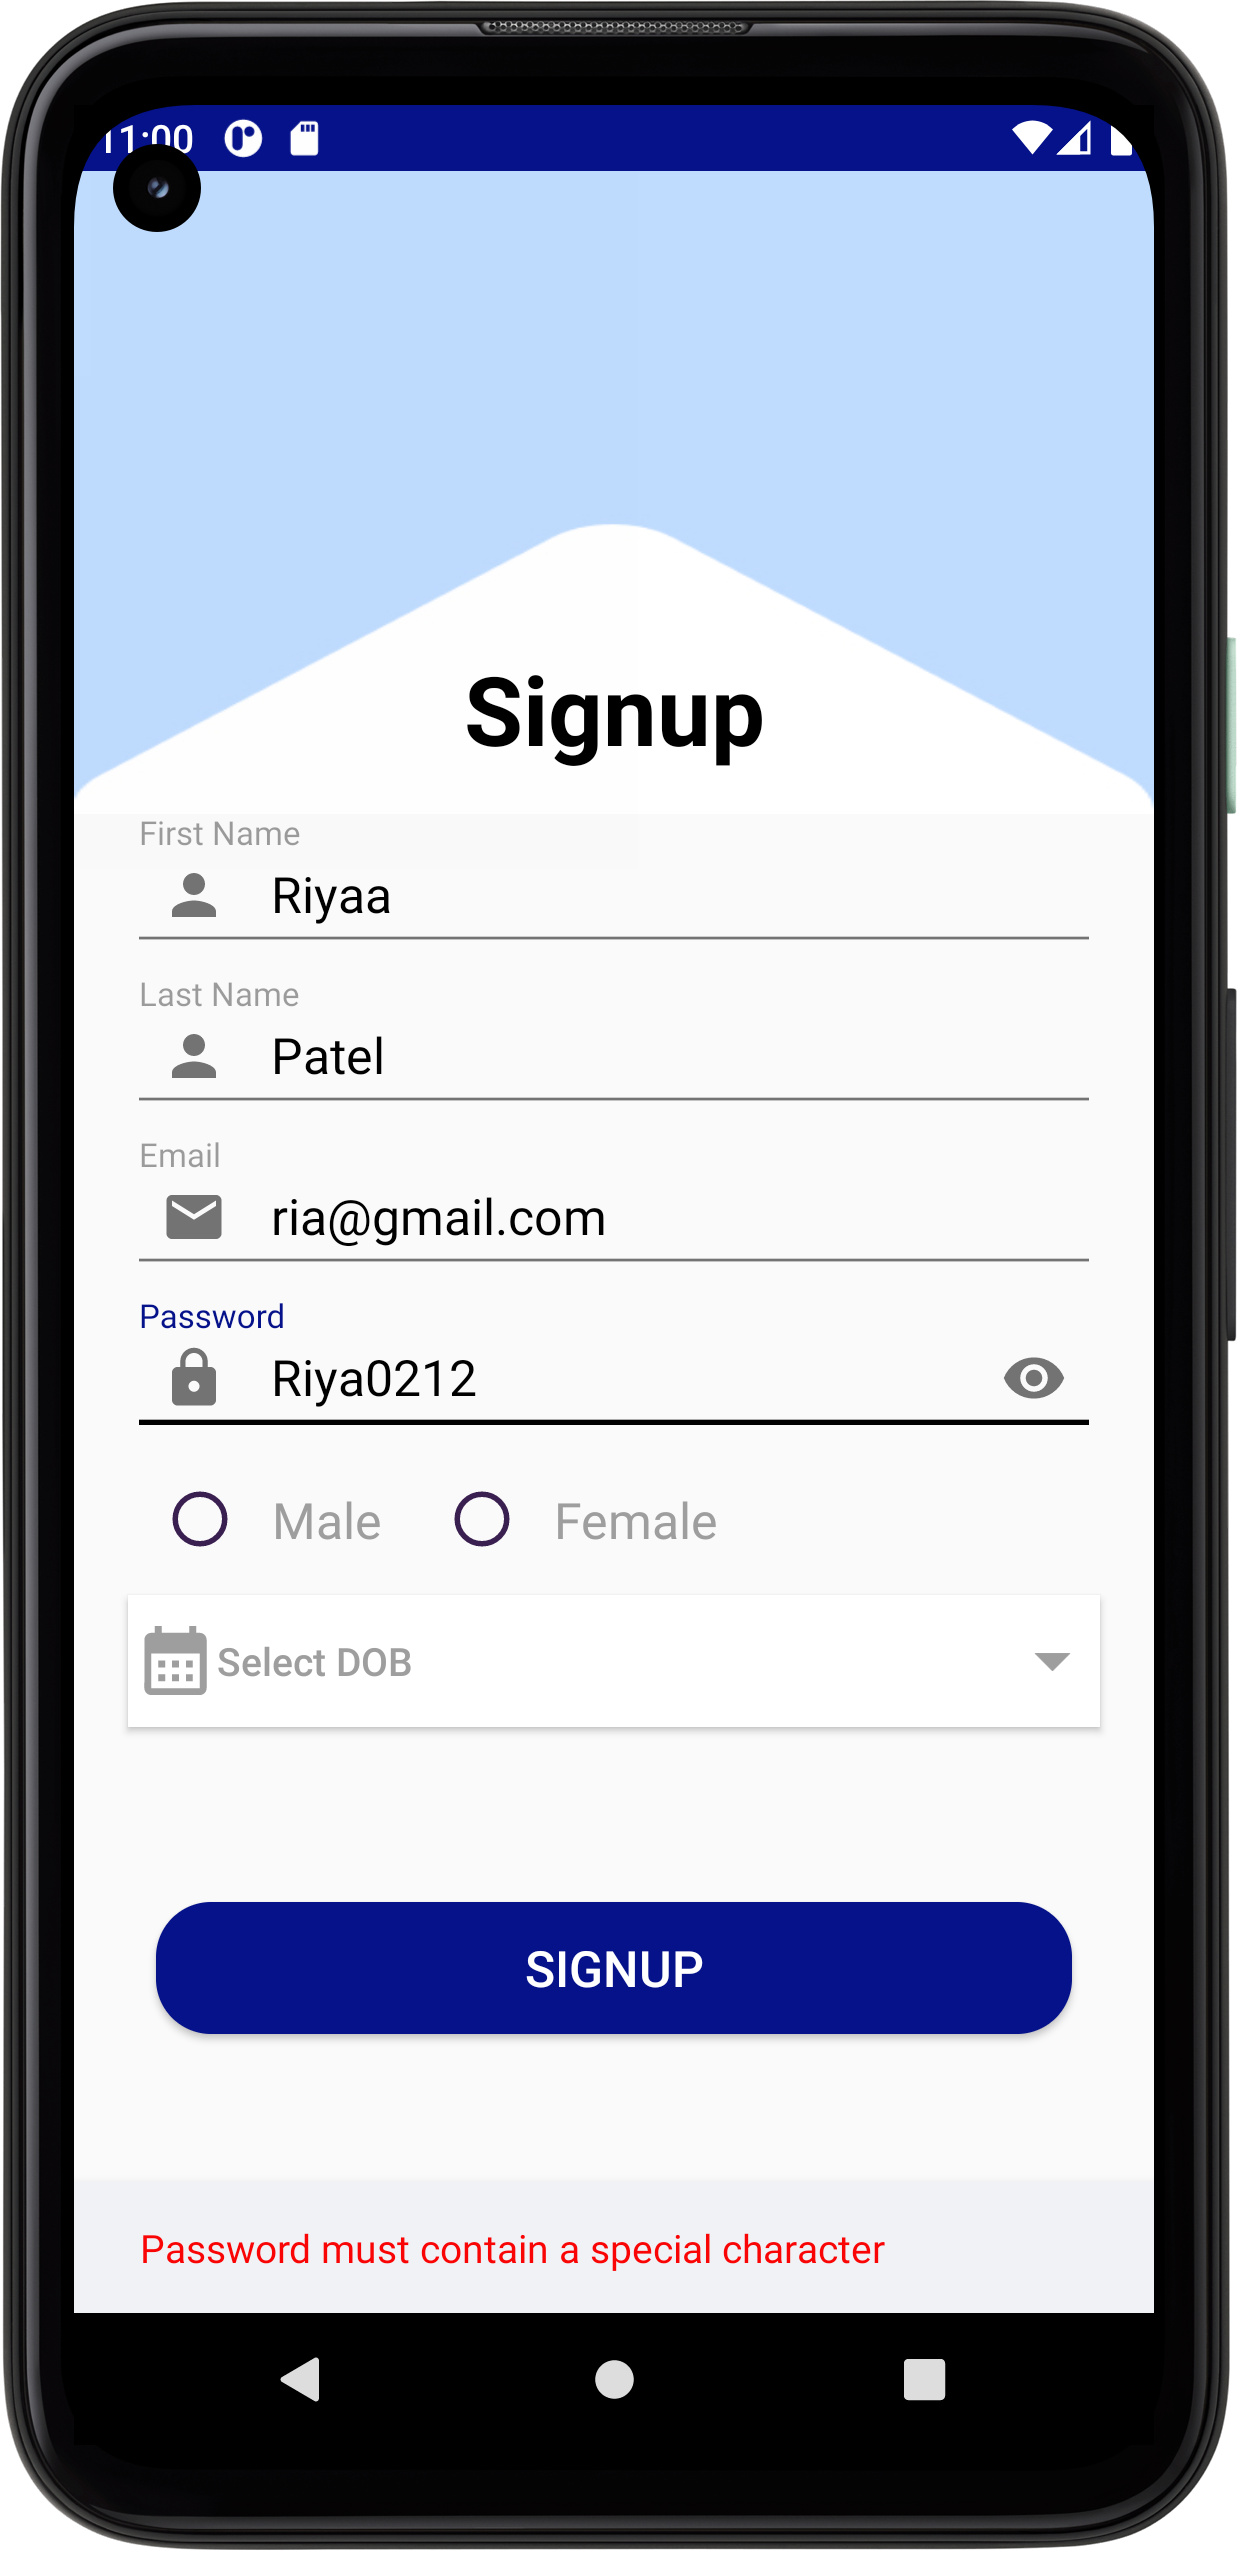 11:00
Signup
First Name
Riyaa
Last Name
Patel
Email
ria@gmail.com
Password
Riya0212
Male Female
Select DOB
SIGNUP
Password must contain a special character